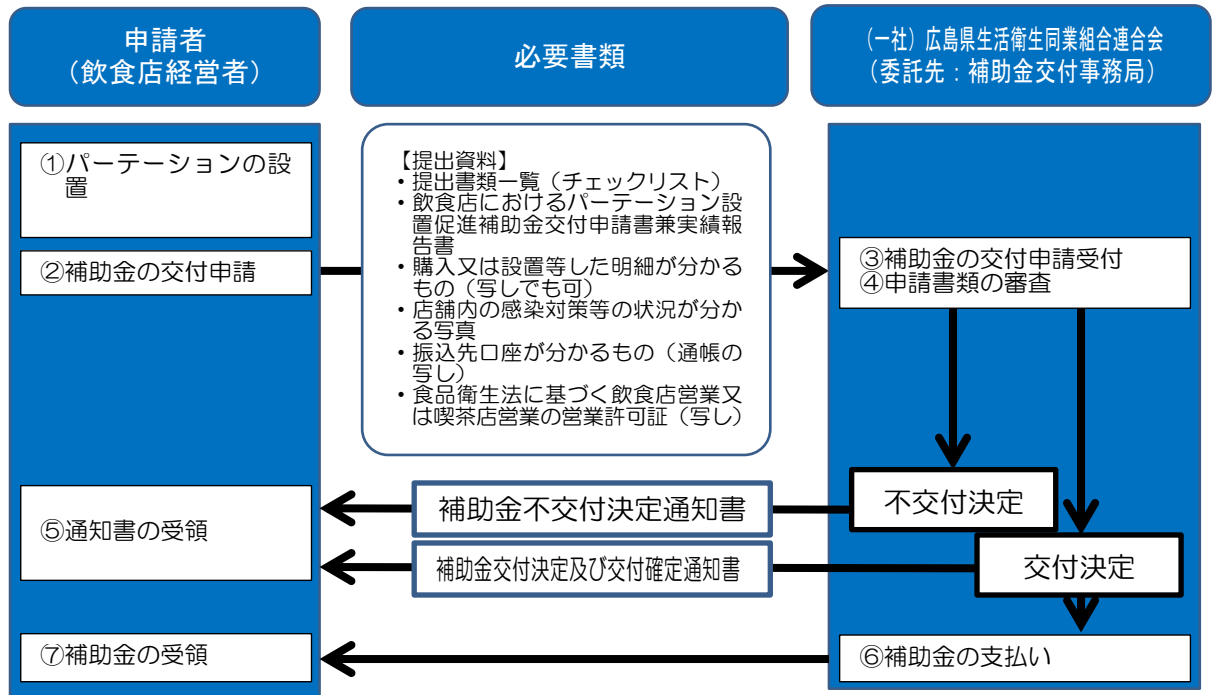 申請者
（飲食店経営者）
必要書類
（一社）広島県生活衛生同業組合連合会
（委託先：補助金交付事務局）
①パーテーションの設
置
②補助金の交付申請
【提出資料】
・提出書類一覧（チェックリスト）
・飲食店におけるパーテーション設
置促進補助金交付申請書兼実績報
告書
・購入又は設置等した明細が分かる
もの（写しでも可）
・店舗内の感染対策等の状況が分か
る写真
・振込先口座が分かるもの（通帳の
写し）
・食品衛生法に基づく飲食店営業又
は喫茶店営業の営業許可証（写し）
③補助金の交付申請受付
④申請書類の審査
不交付決定
補助金不交付決定通知書
⑤通知書の受領
交付決定
補助金交付決定及び交付確定通知書
⑥補助金の支払い
⑦補助金の受領